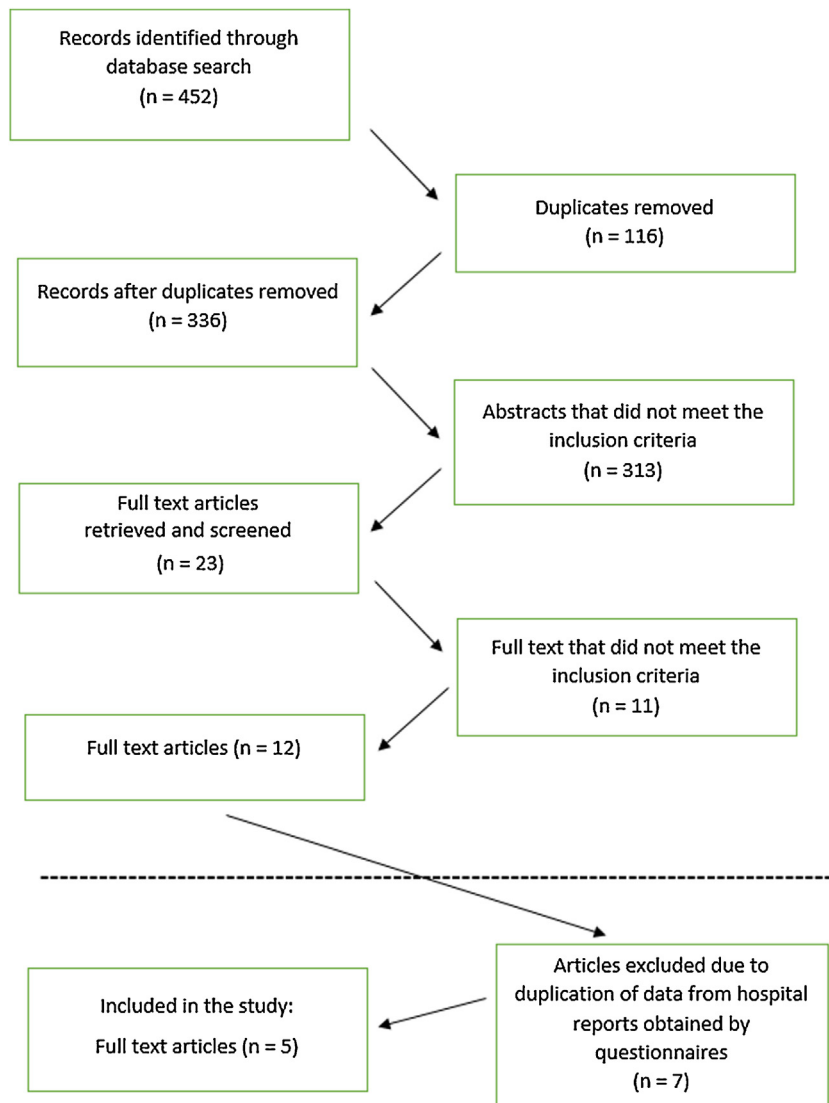 Records identified through
database search
(n = 452)
Duplicates removed
(n = 116)
Records after duplicates removed
(n = 336)
Abstracts that did not meet the
inclusion criteria
(n = 313)
Full text articles
retrieved and screened
(n = 23)
Full text that did not meet the
inclusion criteria
(n = 11)
Full text articles (n = 12)
Articles excluded due to
duplication of data from hospital
reports obtained by
questionnaires
(n = 7)
Included in the study:
Full text articles (n = 5)